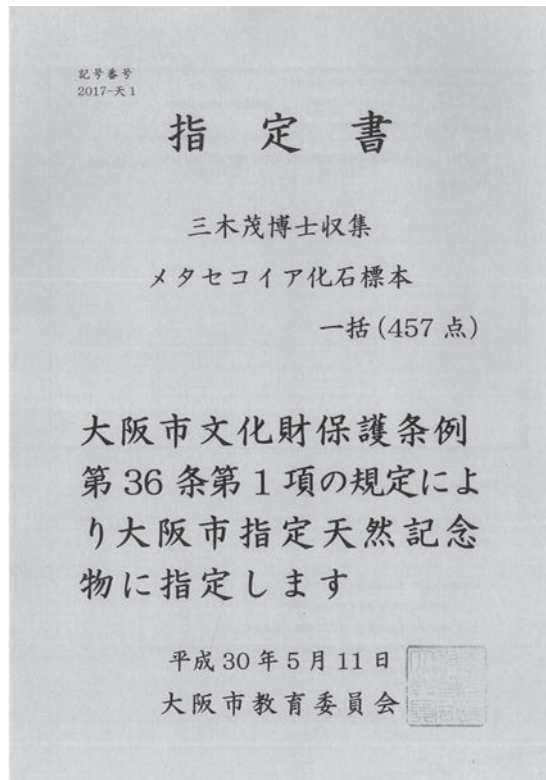 記号番号
2017-天1
指定書
三木茂博士収集
メタセコイア化石標本
一括(457点)
大阪市文化財保護条例
第36条第1項の規定によ
り大阪市指定天然記念
物に指定します
平成30年5月11日
大阪市教育委員会